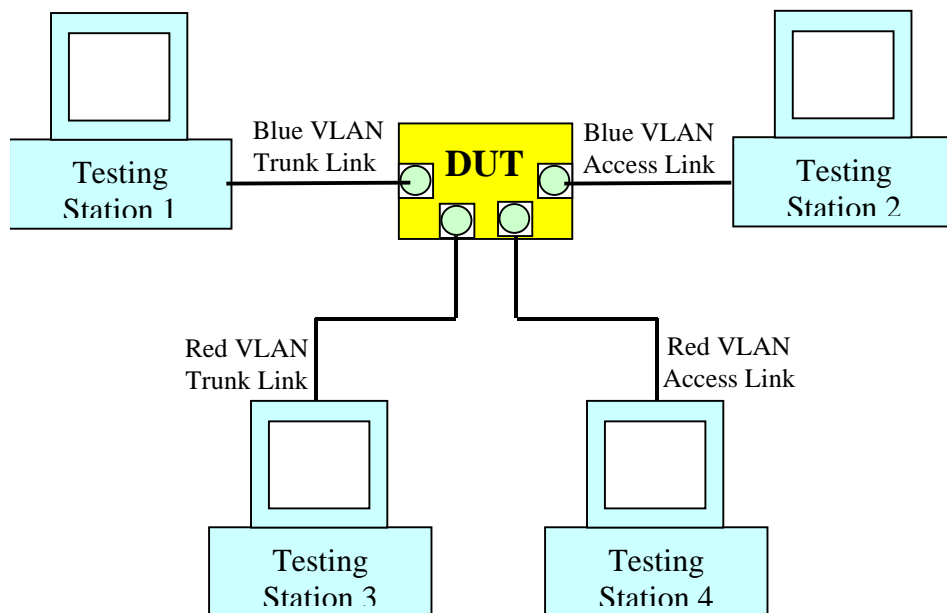 Blue VLAN
Trunk Link
DUT
Blue VLAN
Access Link
Testing
Station 1
Testing
Station 2
Red VLAN
Trunk Link
Red VLAN
Access Link
Testing
Station 3
Testing
Station 4